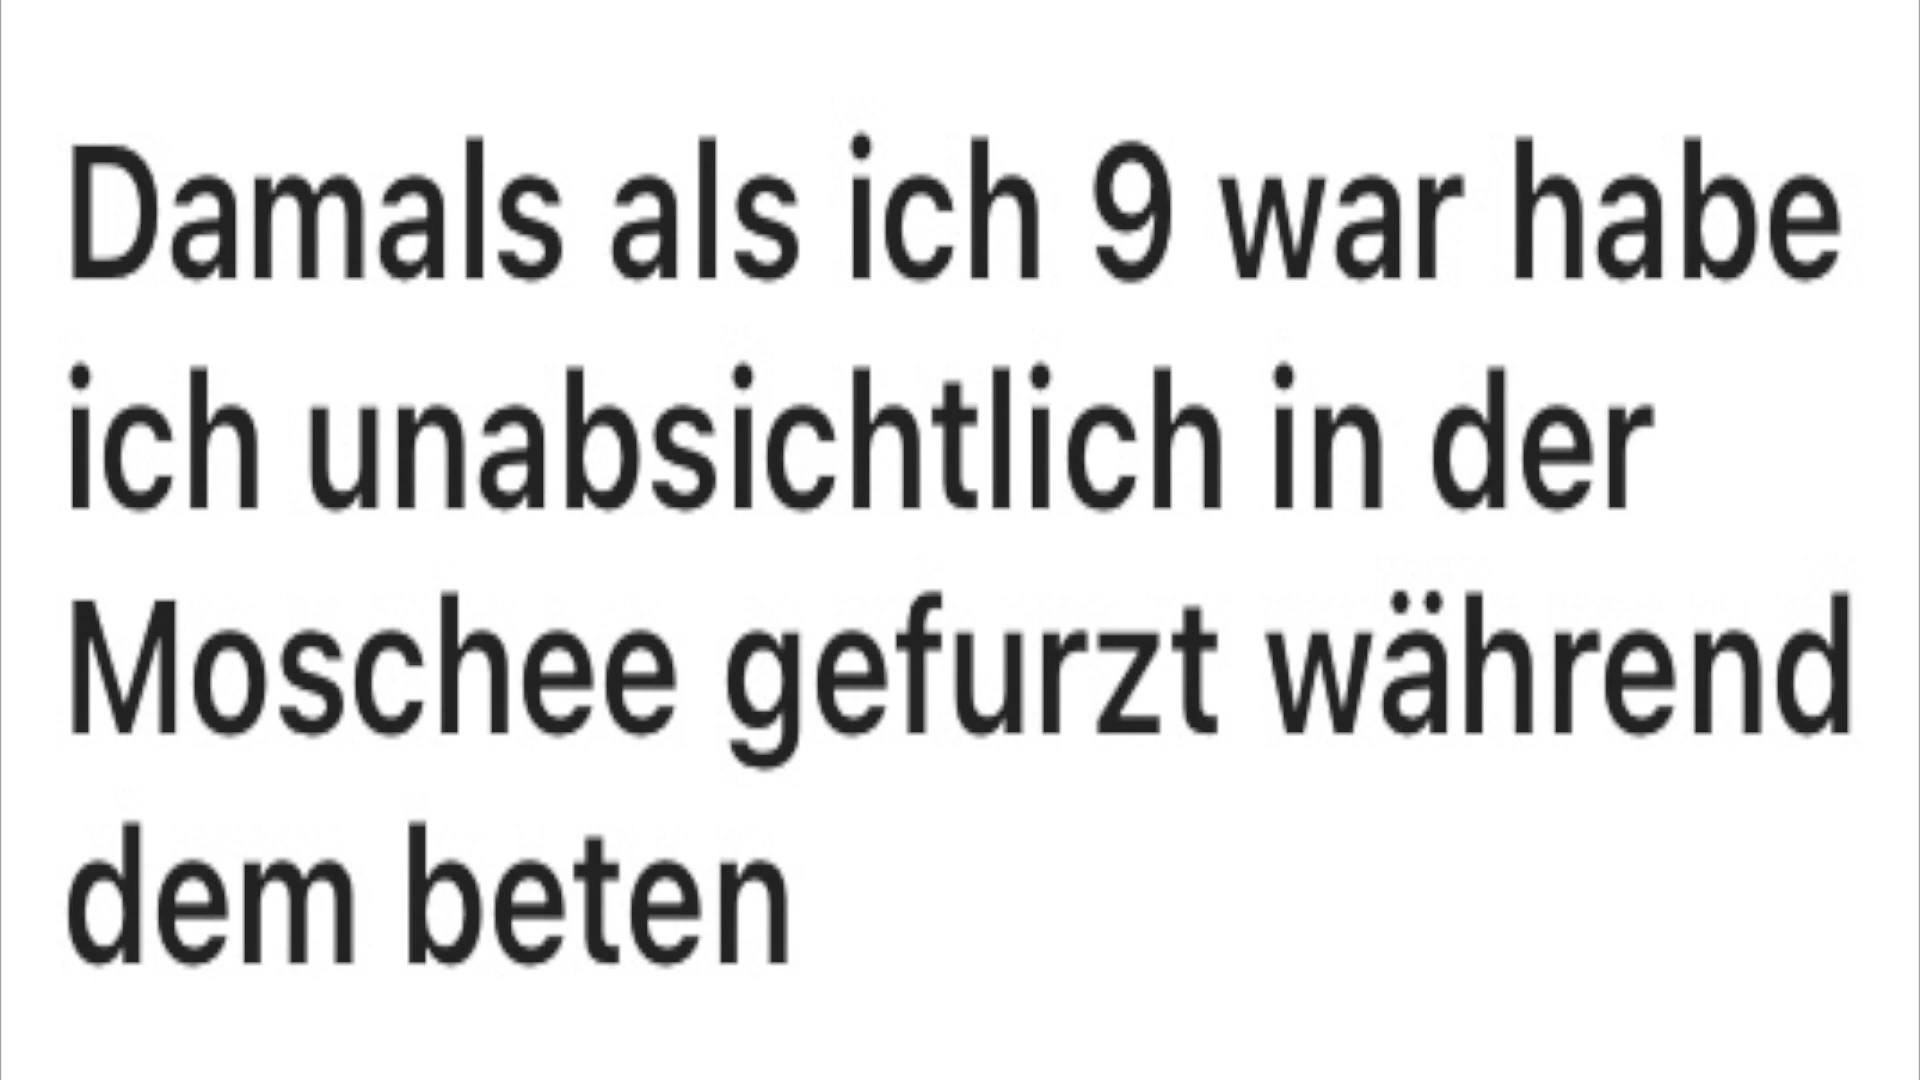 Damals als ich 9 war habe
ich unabsichtlich in der
Moschee gefurzt während
dem beten